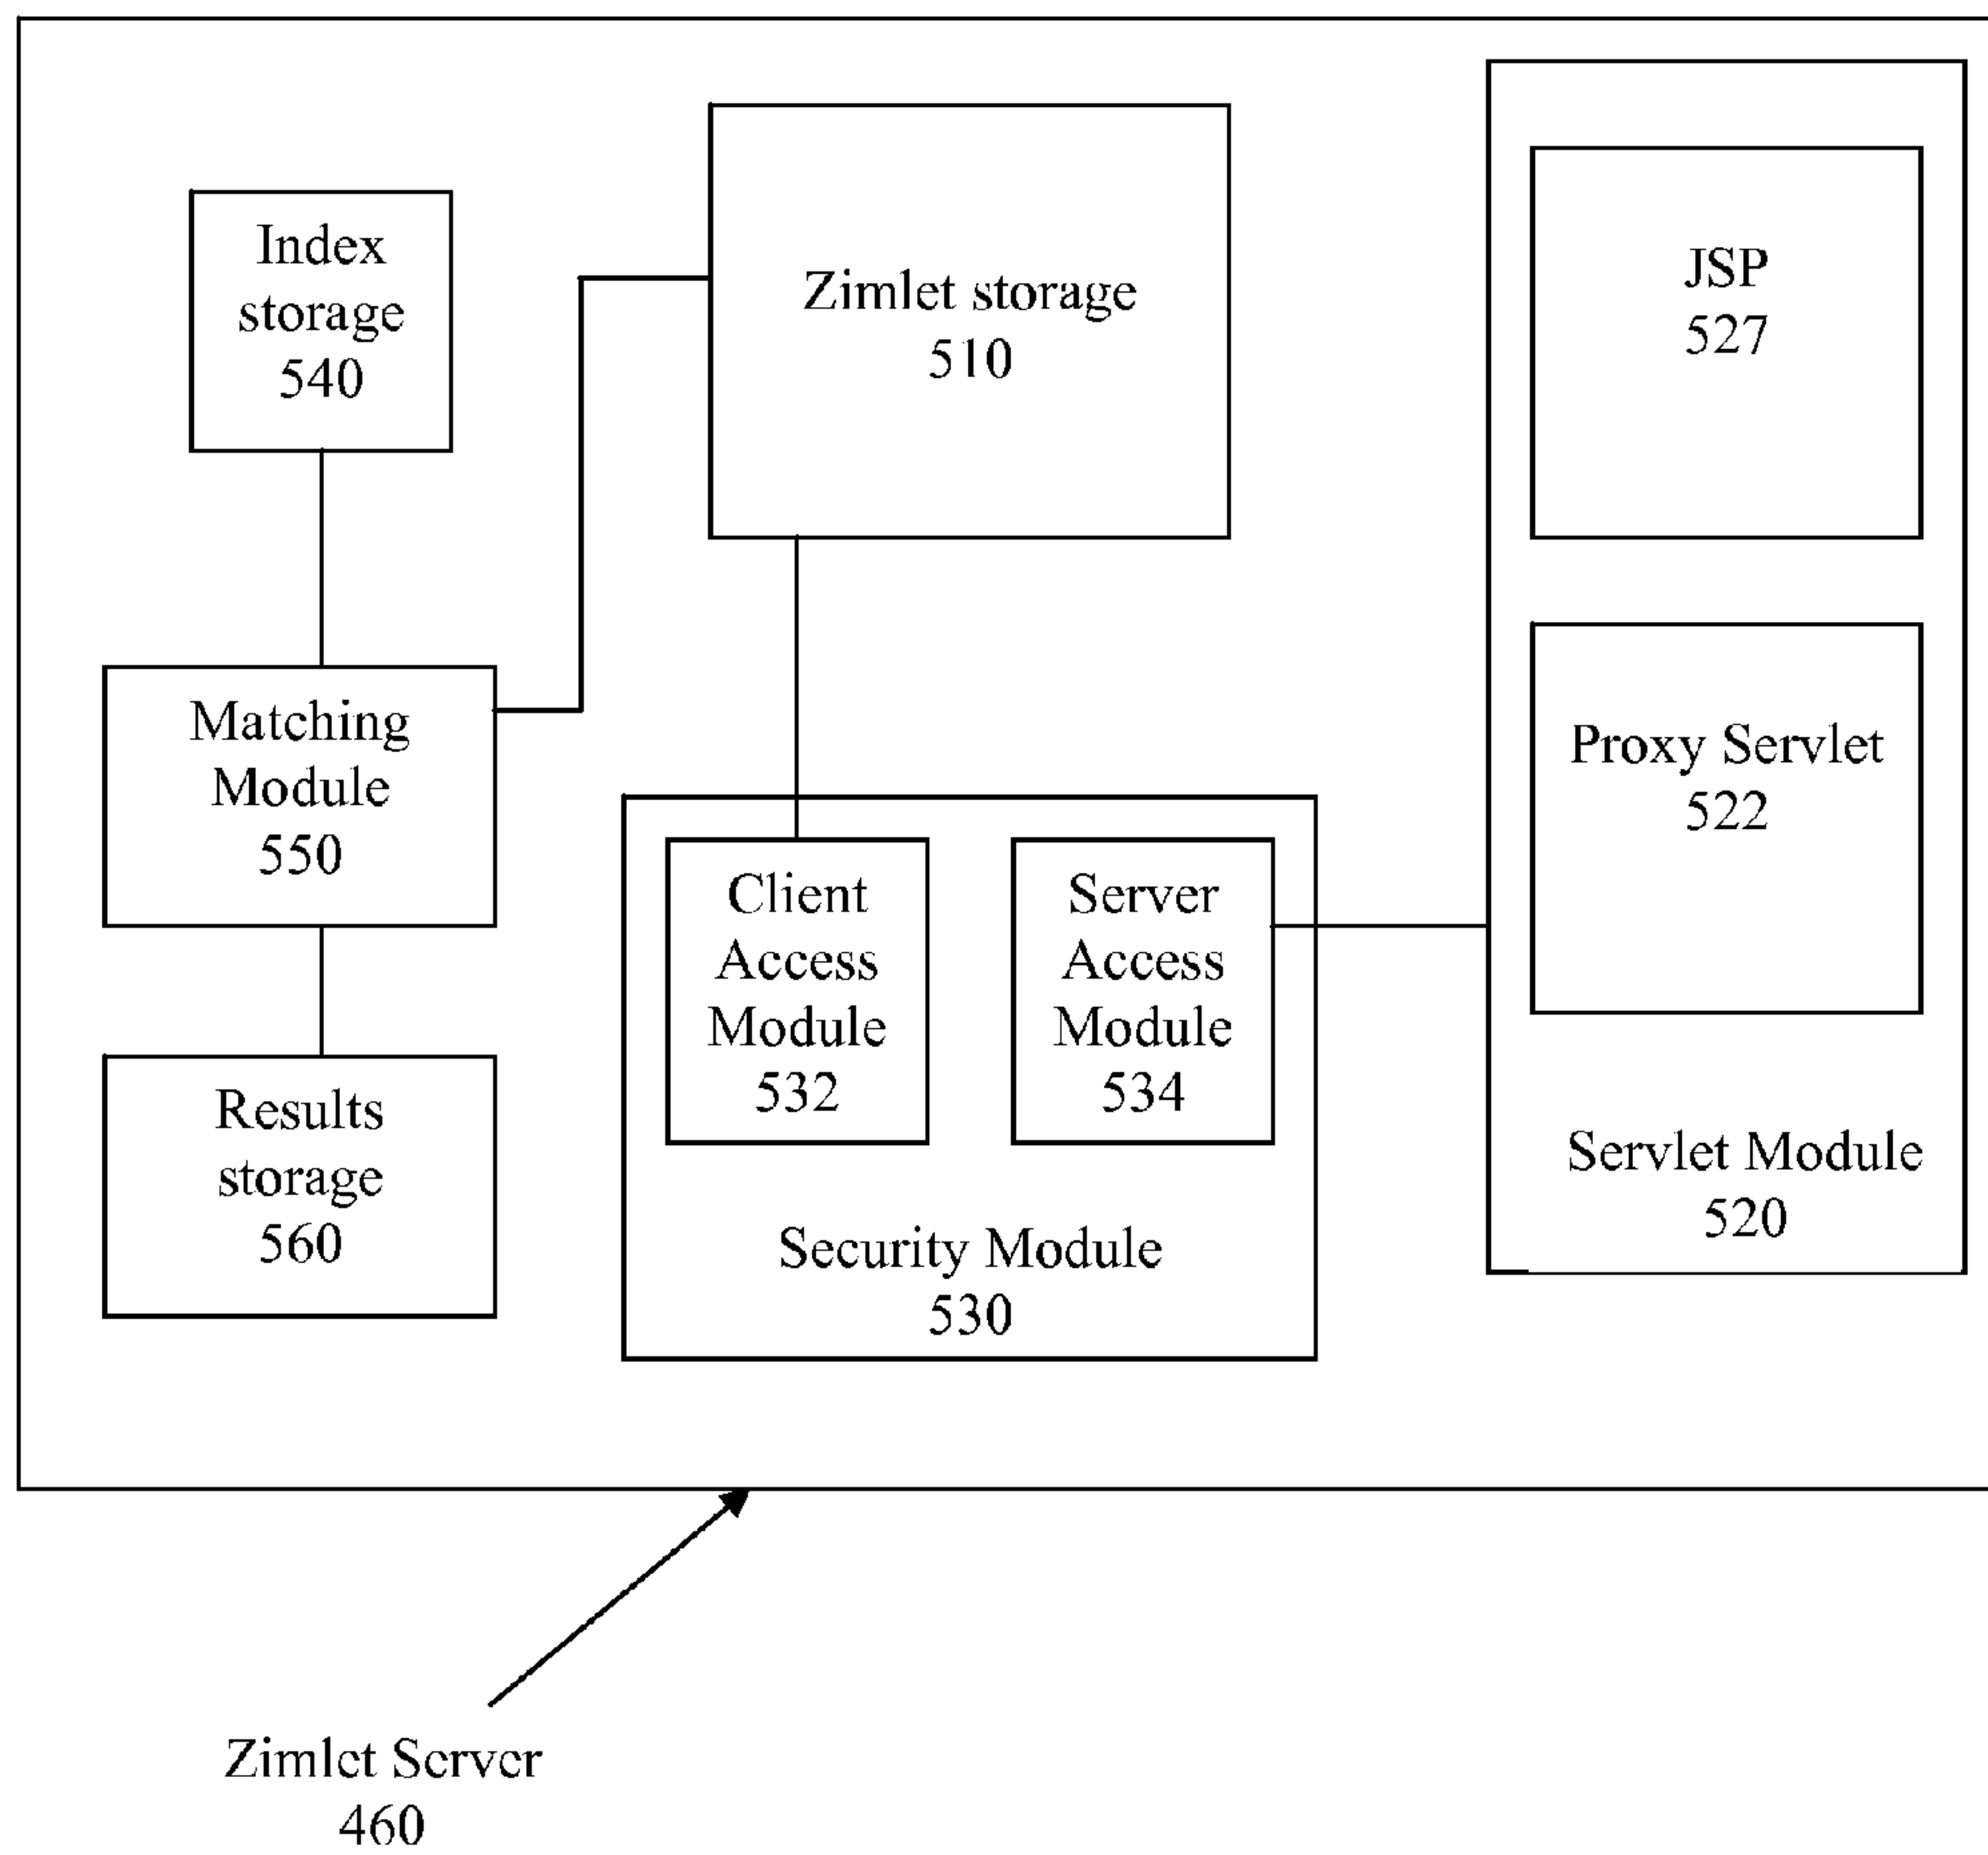 Index
storage
540
Zimlet storage
510
JSP
527
Matching
Module
550
Proxy Servlet
522
Client
Access
Module
532
Server
Access
Module
534
Results
storage
560
Security Module
530
Servlet Module
520
Zimlet Server
460